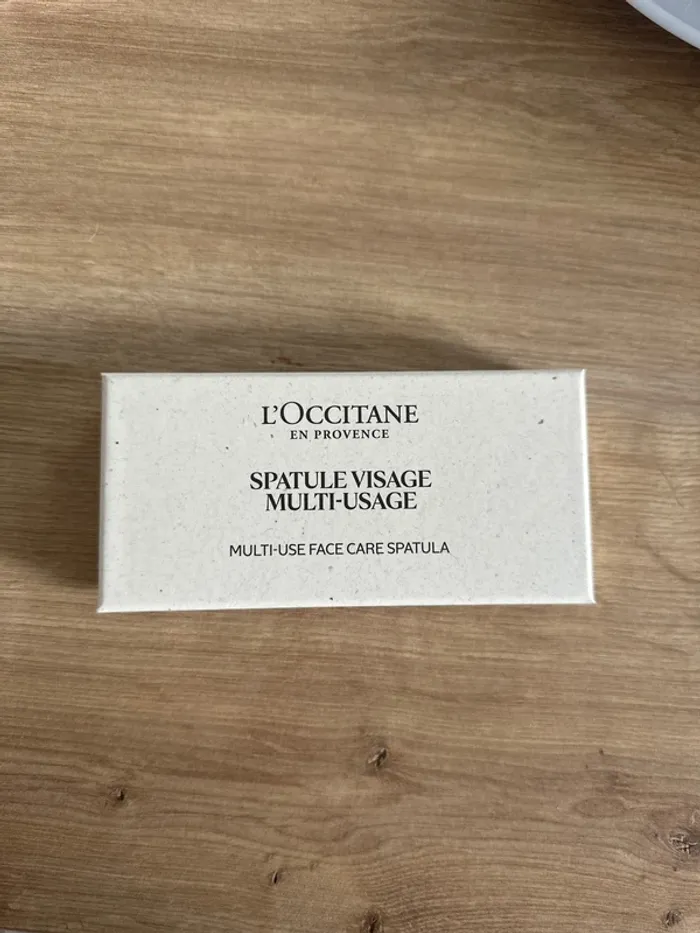 L'OCCITANE
EN PROVENCE
SPATULE VISAGE
MULTI-USAGE
MULTI-USE FACE CARE SPATULA